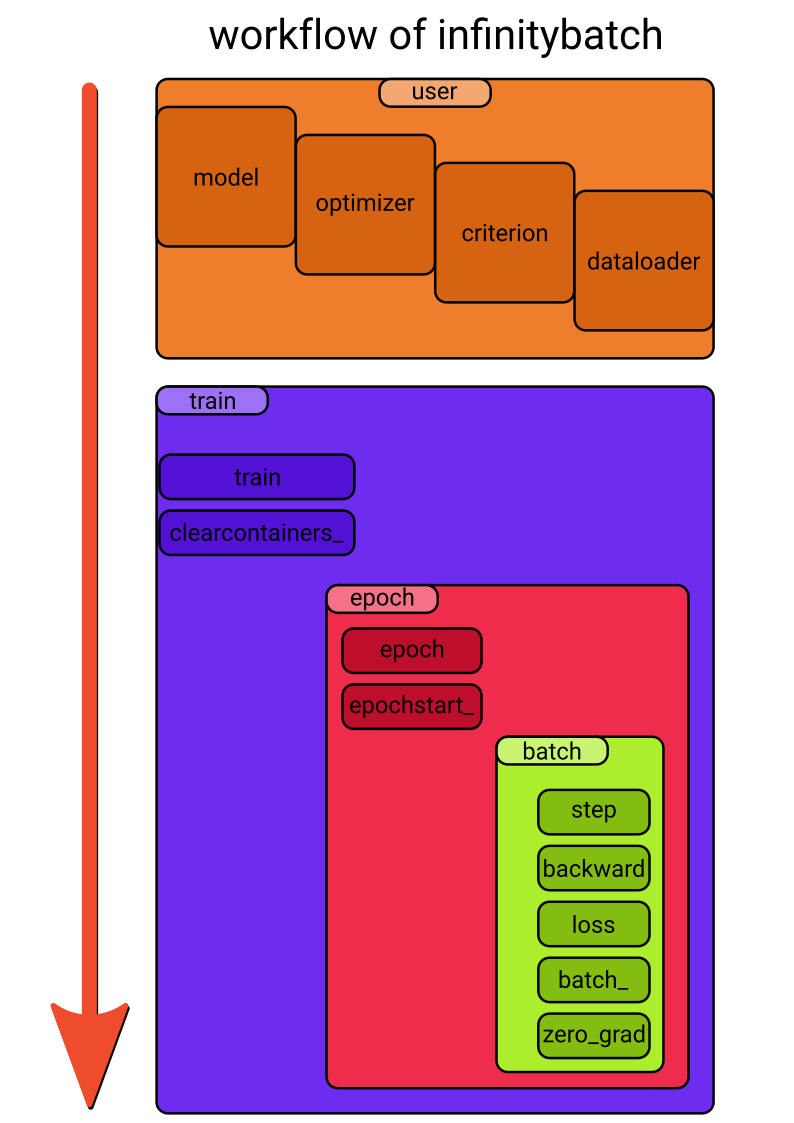 workflow of infinitybatch
user
model
optimizer
criterion
dataloader
train
train
clearcontainers_
epoch
epoch
epochstart_
batch
step
backward
loss
batch_
zero_grad